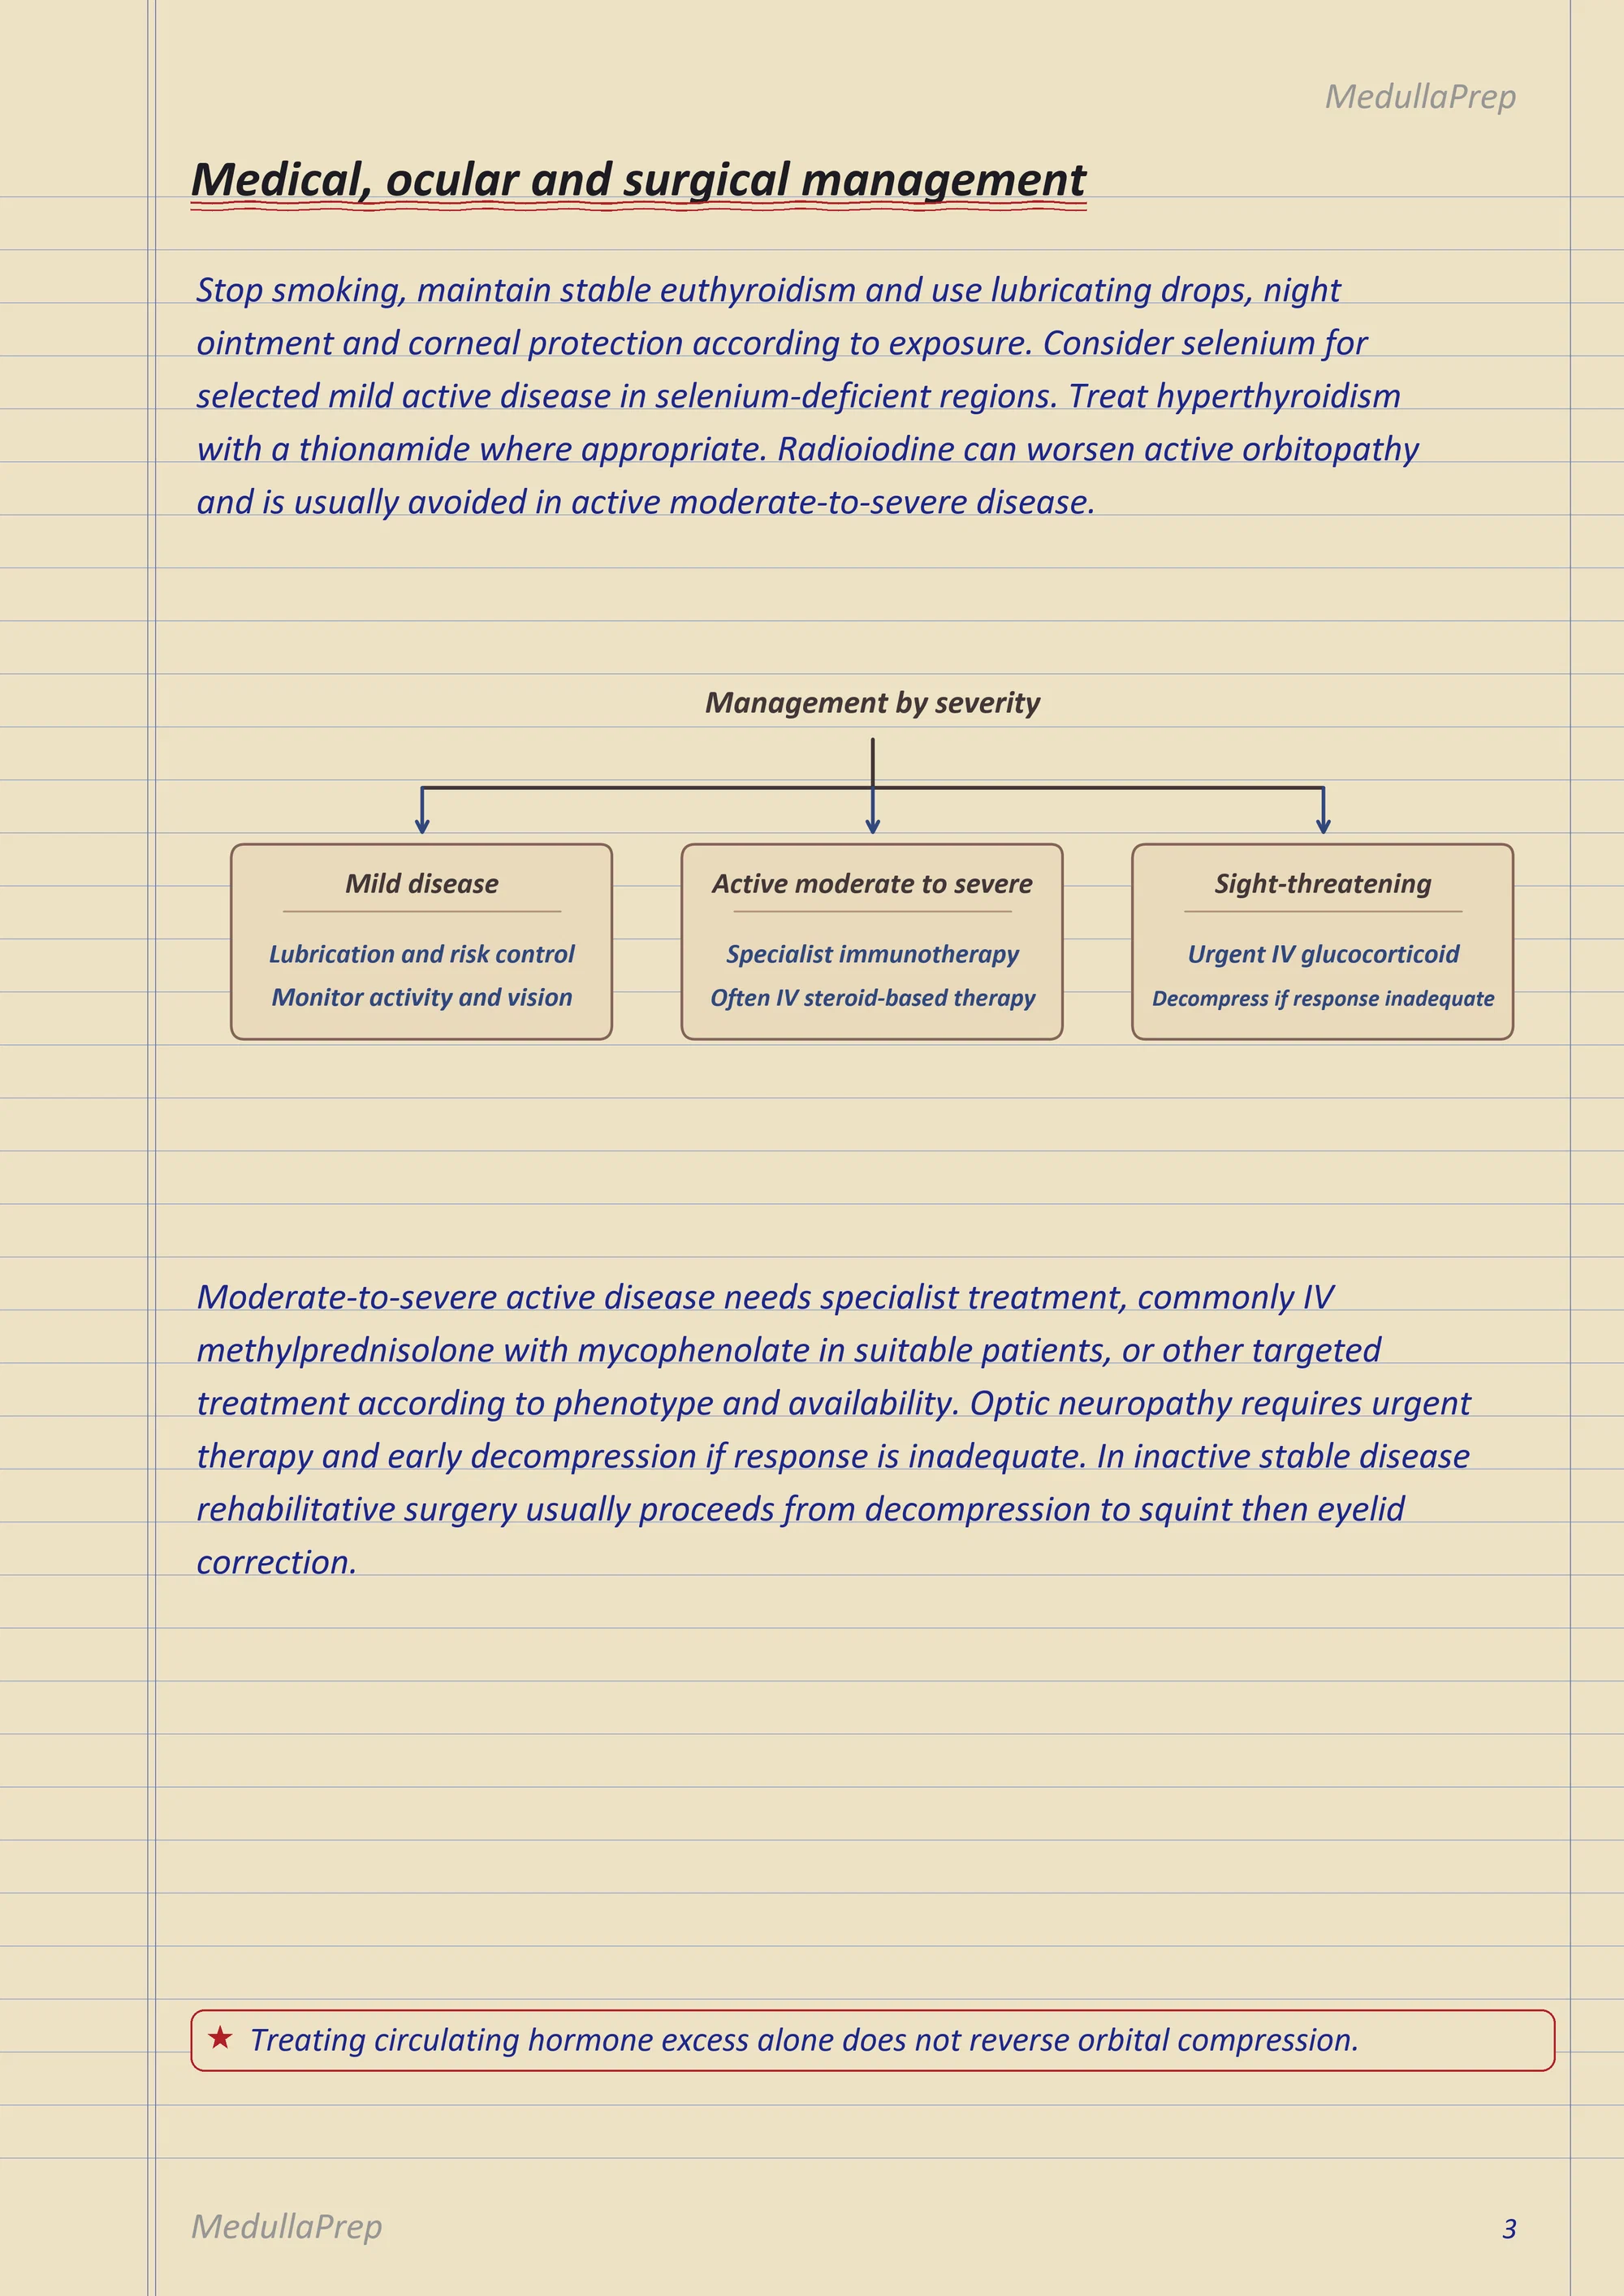 MedullaPrep
Medical, ocular and surgical management
Stop smoking, maintain stable euthyroidism and use lubricating drops, night
ointment and corneal protection according to exposure. Consider selenium for
selected mild active disease in selenium-deficient regions. Treat hyperthyroidism
with a thionamide where appropriate. Radioiodine can worsen active orbitopathy
and is usually avoided in active moderate-to-severe disease.
Management by severity
Mild disease
Lubrication and risk control
Monitor activity and vision
Active moderate to severe
Specialist immunotherapy
Often IV steroid-based therapy
Sight-threatening
Urgent IV glucocorticoid
Decompress if response inadequate
Moderate-to-severe active disease needs specialist treatment, commonly IV
methylprednisolone with mycophenolate in suitable patients, or other targeted
treatment according to phenotype and availability. Optic neuropathy requires urgent
therapy and early decompression if response is inadequate. In inactive stable disease
rehabilitative surgery usually proceeds from decompression to squint then eyelid
correction.
★ Treating circulating hormone excess alone does not reverse orbital compression.
MedullaPrep
3